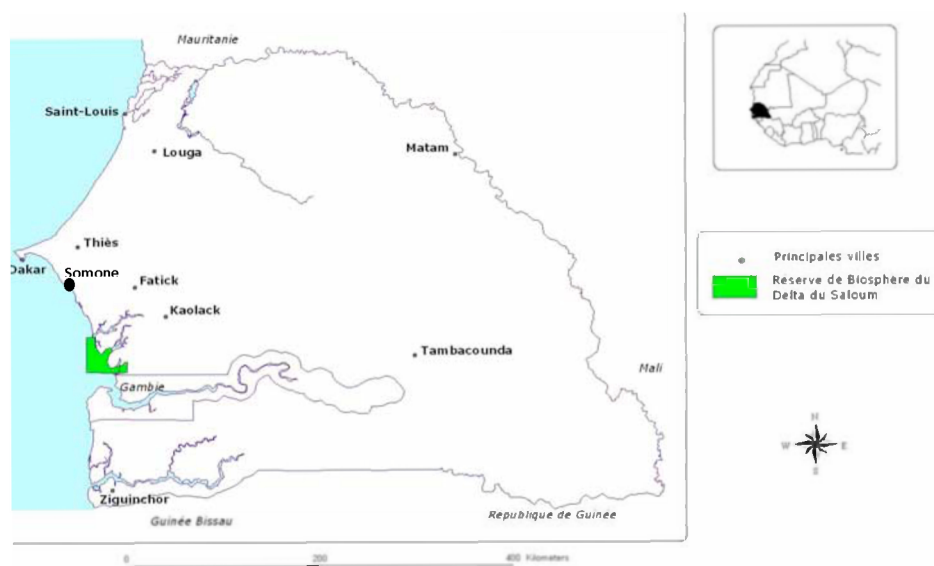 Mauritanie
Saint-Louis
Louga
Matam
Thiès
Dakar
Somone
Fatick
Kaolack
Tambacounda
Mali
Gambie
Ziguinchor
Guinée Bissau
Republique de Guinée
Principales villes
Réserve de Biosphère du
Delta du Saloum
N
W E
S
0 200 400 Kilometers